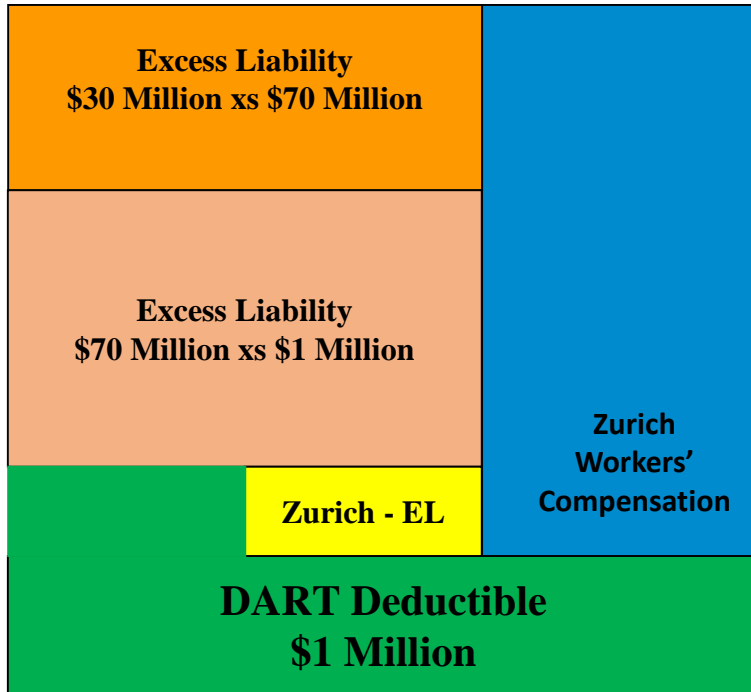 Excess Liability
$30 Million xs $70 Million
Excess Liability
$70 Million xs $1 Million
Zurich
Workers’
Compensation
Zurich - EL
DART Deductible
$1 Million